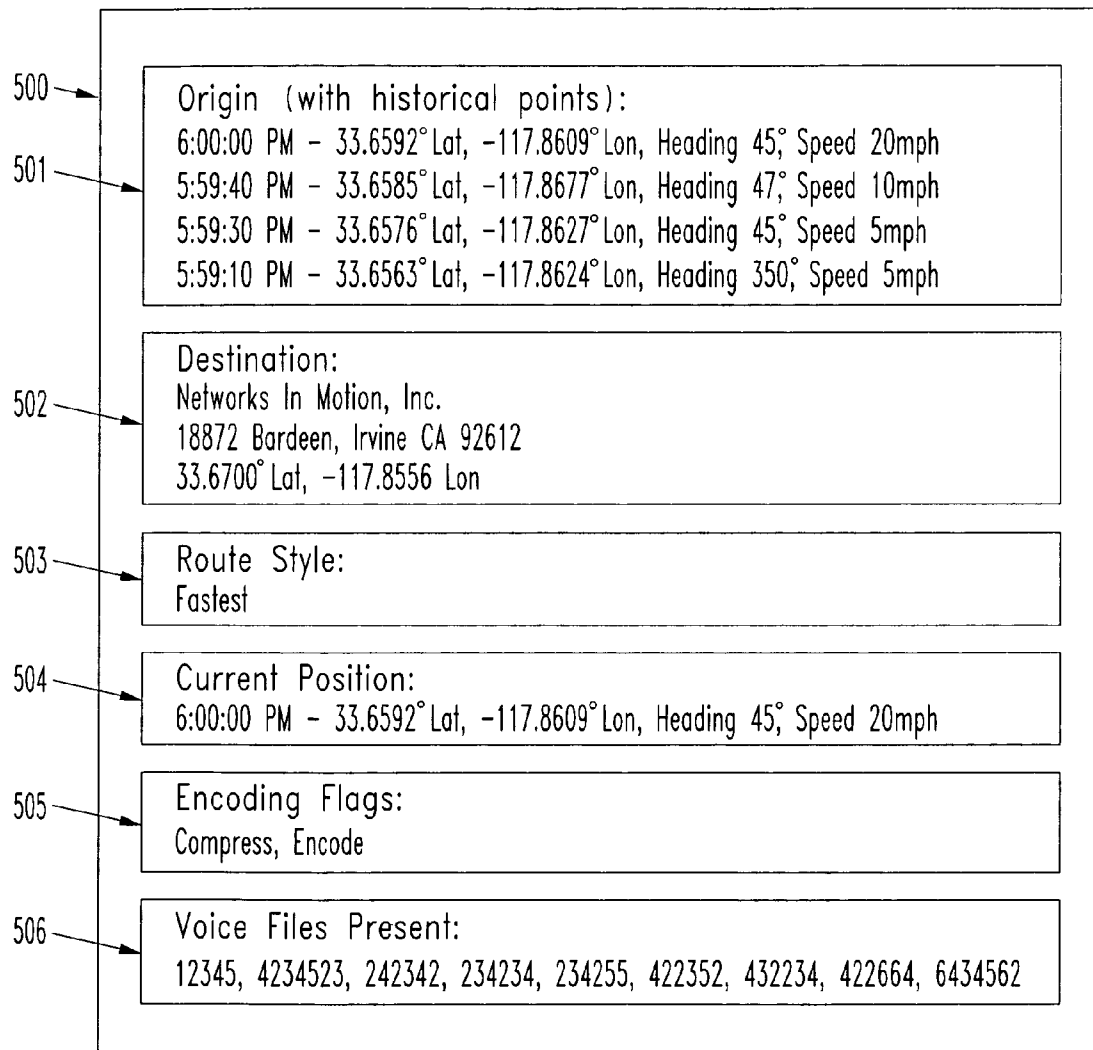 500
501
Origin (with historical points):
6:00:00 PM - 33.6592° Lat, -117.8609° Lon, Heading 45°, Speed 20mph
5:59:40 PM - 33.6585° Lat, -117.8677° Lon, Heading 47°, Speed 10mph
5:59:30 PM - 33.6576° Lat, -117.8627° Lon, Heading 45°, Speed 5mph
5:59:10 PM - 33.6563° Lat, -117.8624° Lon, Heading 350°, Speed 5mph
502
Destination:
Networks In Motion, Inc.
18872 Bardeen, Irvine CA 92612
33.6700° Lat, -117.8556 Lon
503
Route Style:
Fastest
504
Current Position:
6:00:00 PM - 33.6592° Lat, -117.8609° Lon, Heading 45°, Speed 20mph
505
Encoding Flags:
Compress, Encode
506
Voice Files Present:
12345, 4234523, 242342, 234234, 234255, 422352, 432234, 422664, 6434562